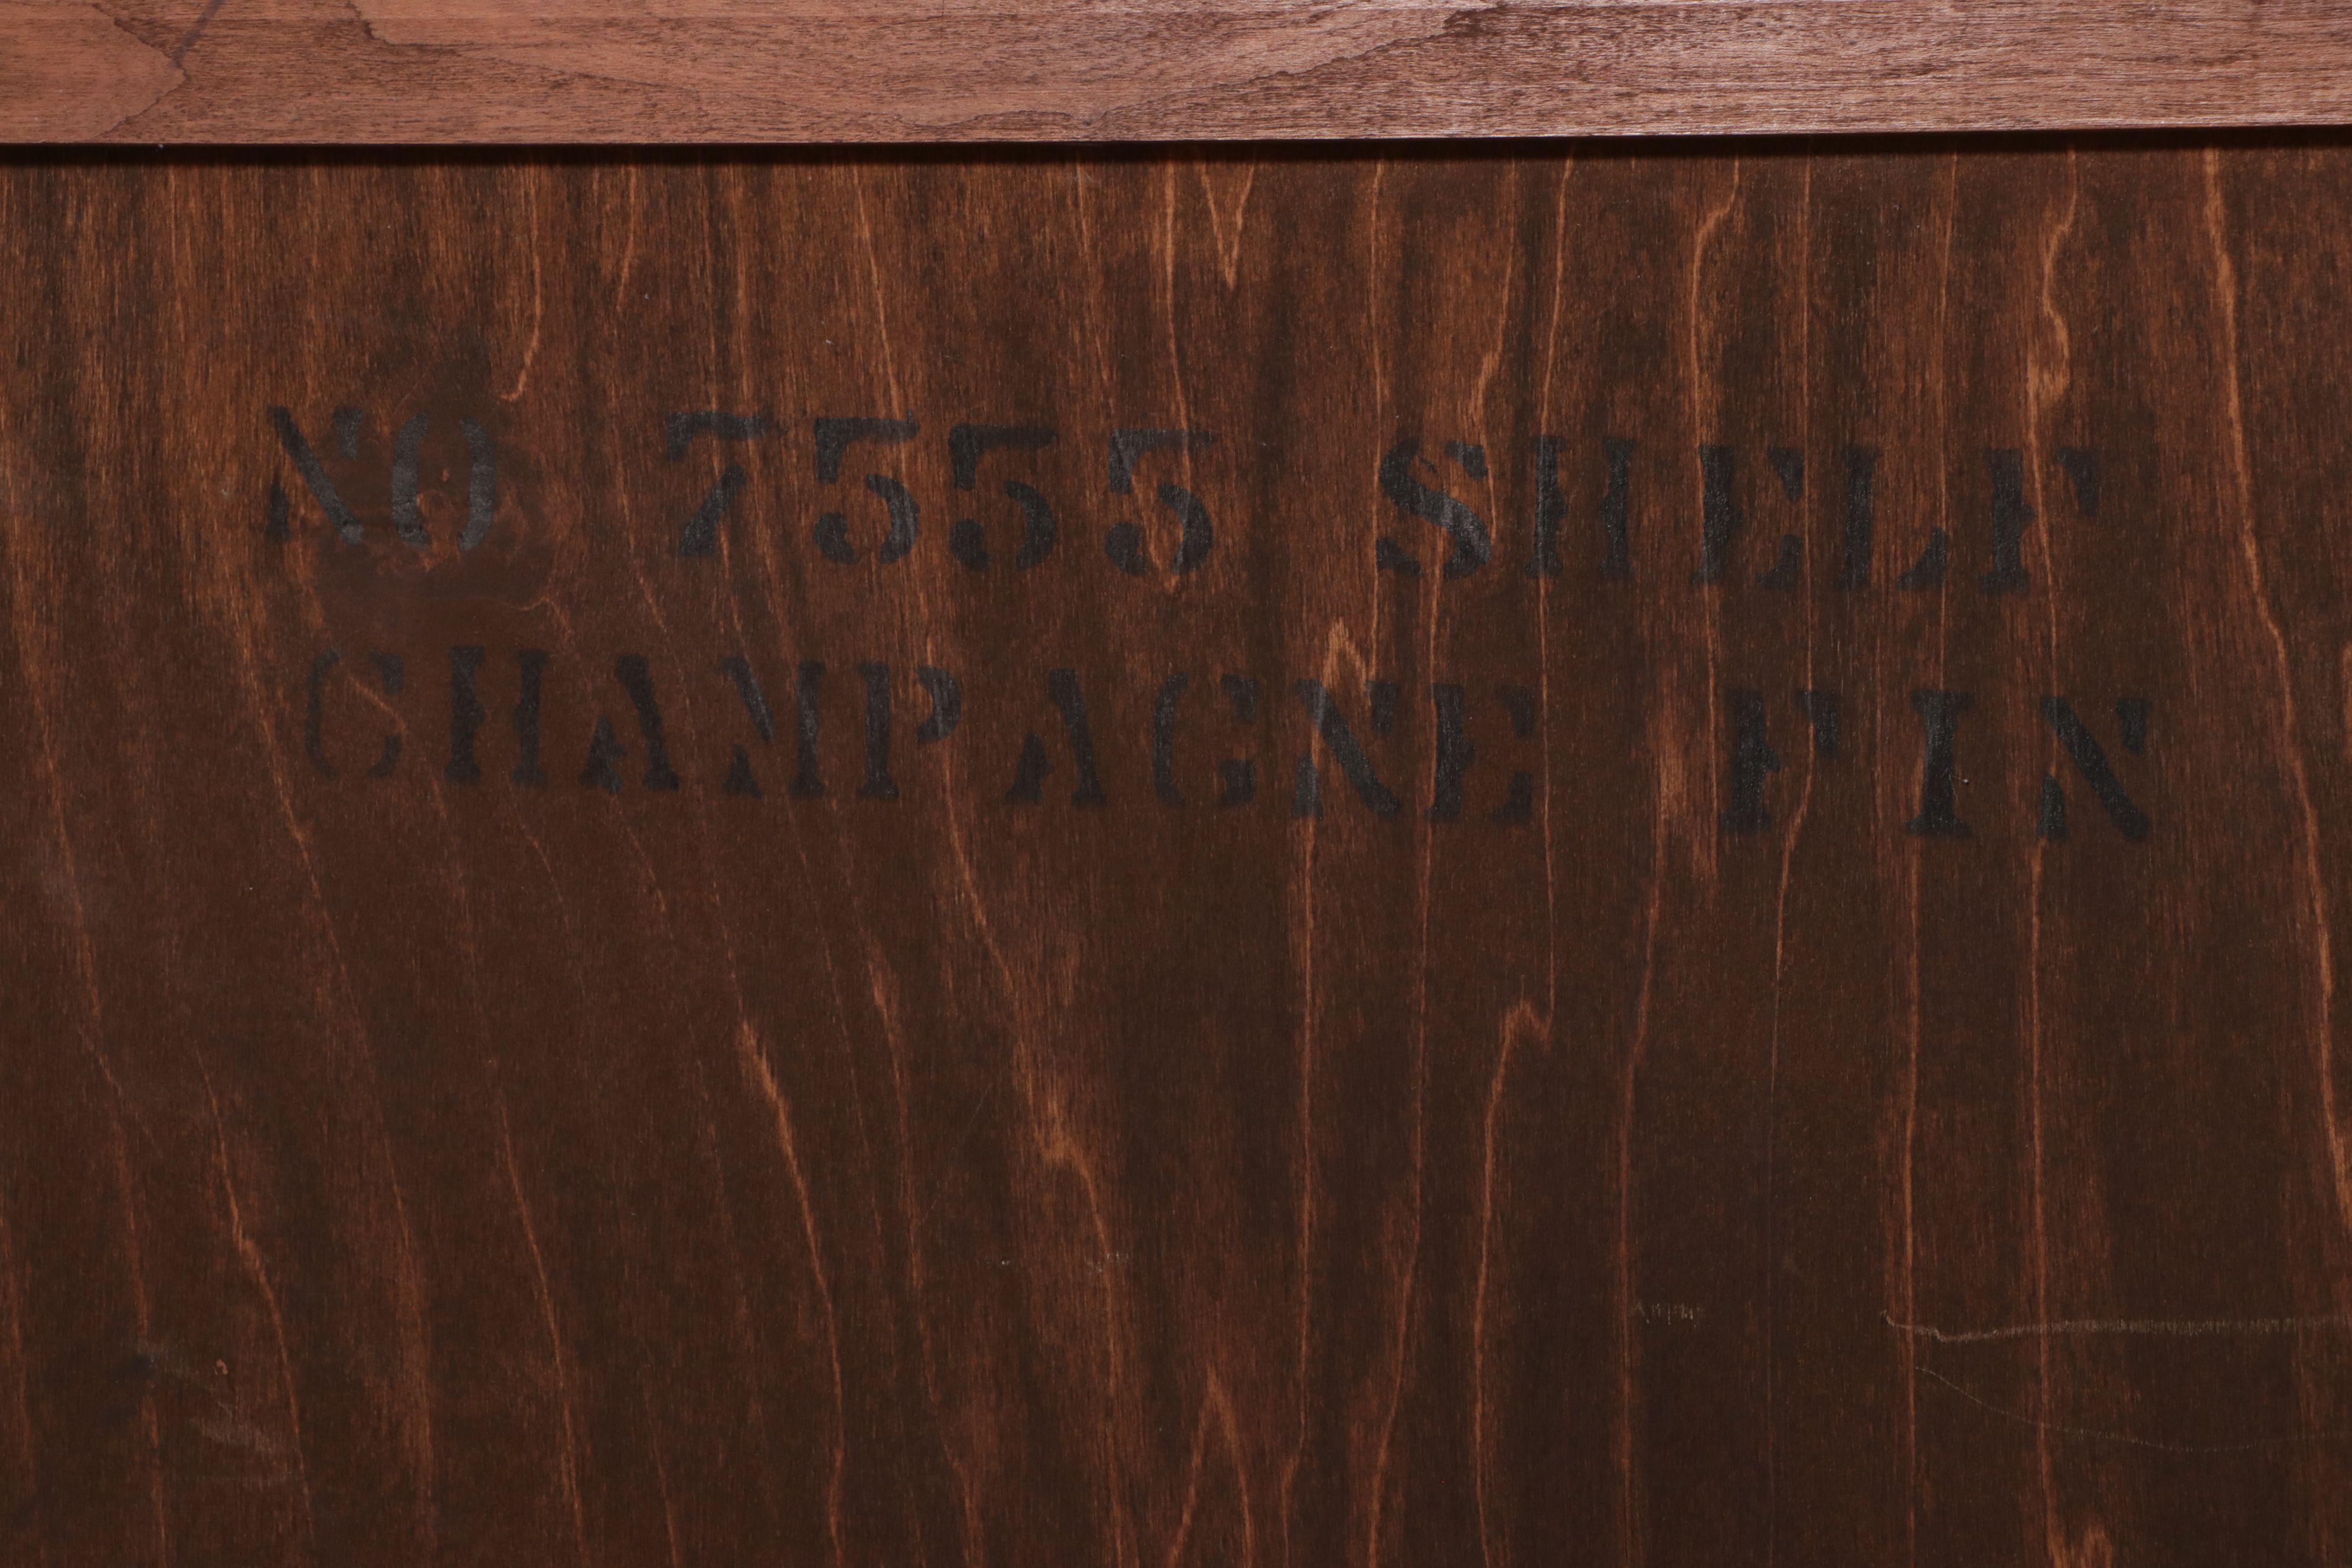 NO 7555 SHELF
CHAMPAGNE FIN